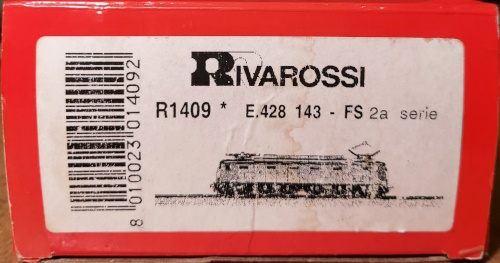 RIVAROSSI
R1409 * E.428 143 - FS 2a serie
8 010023 014092